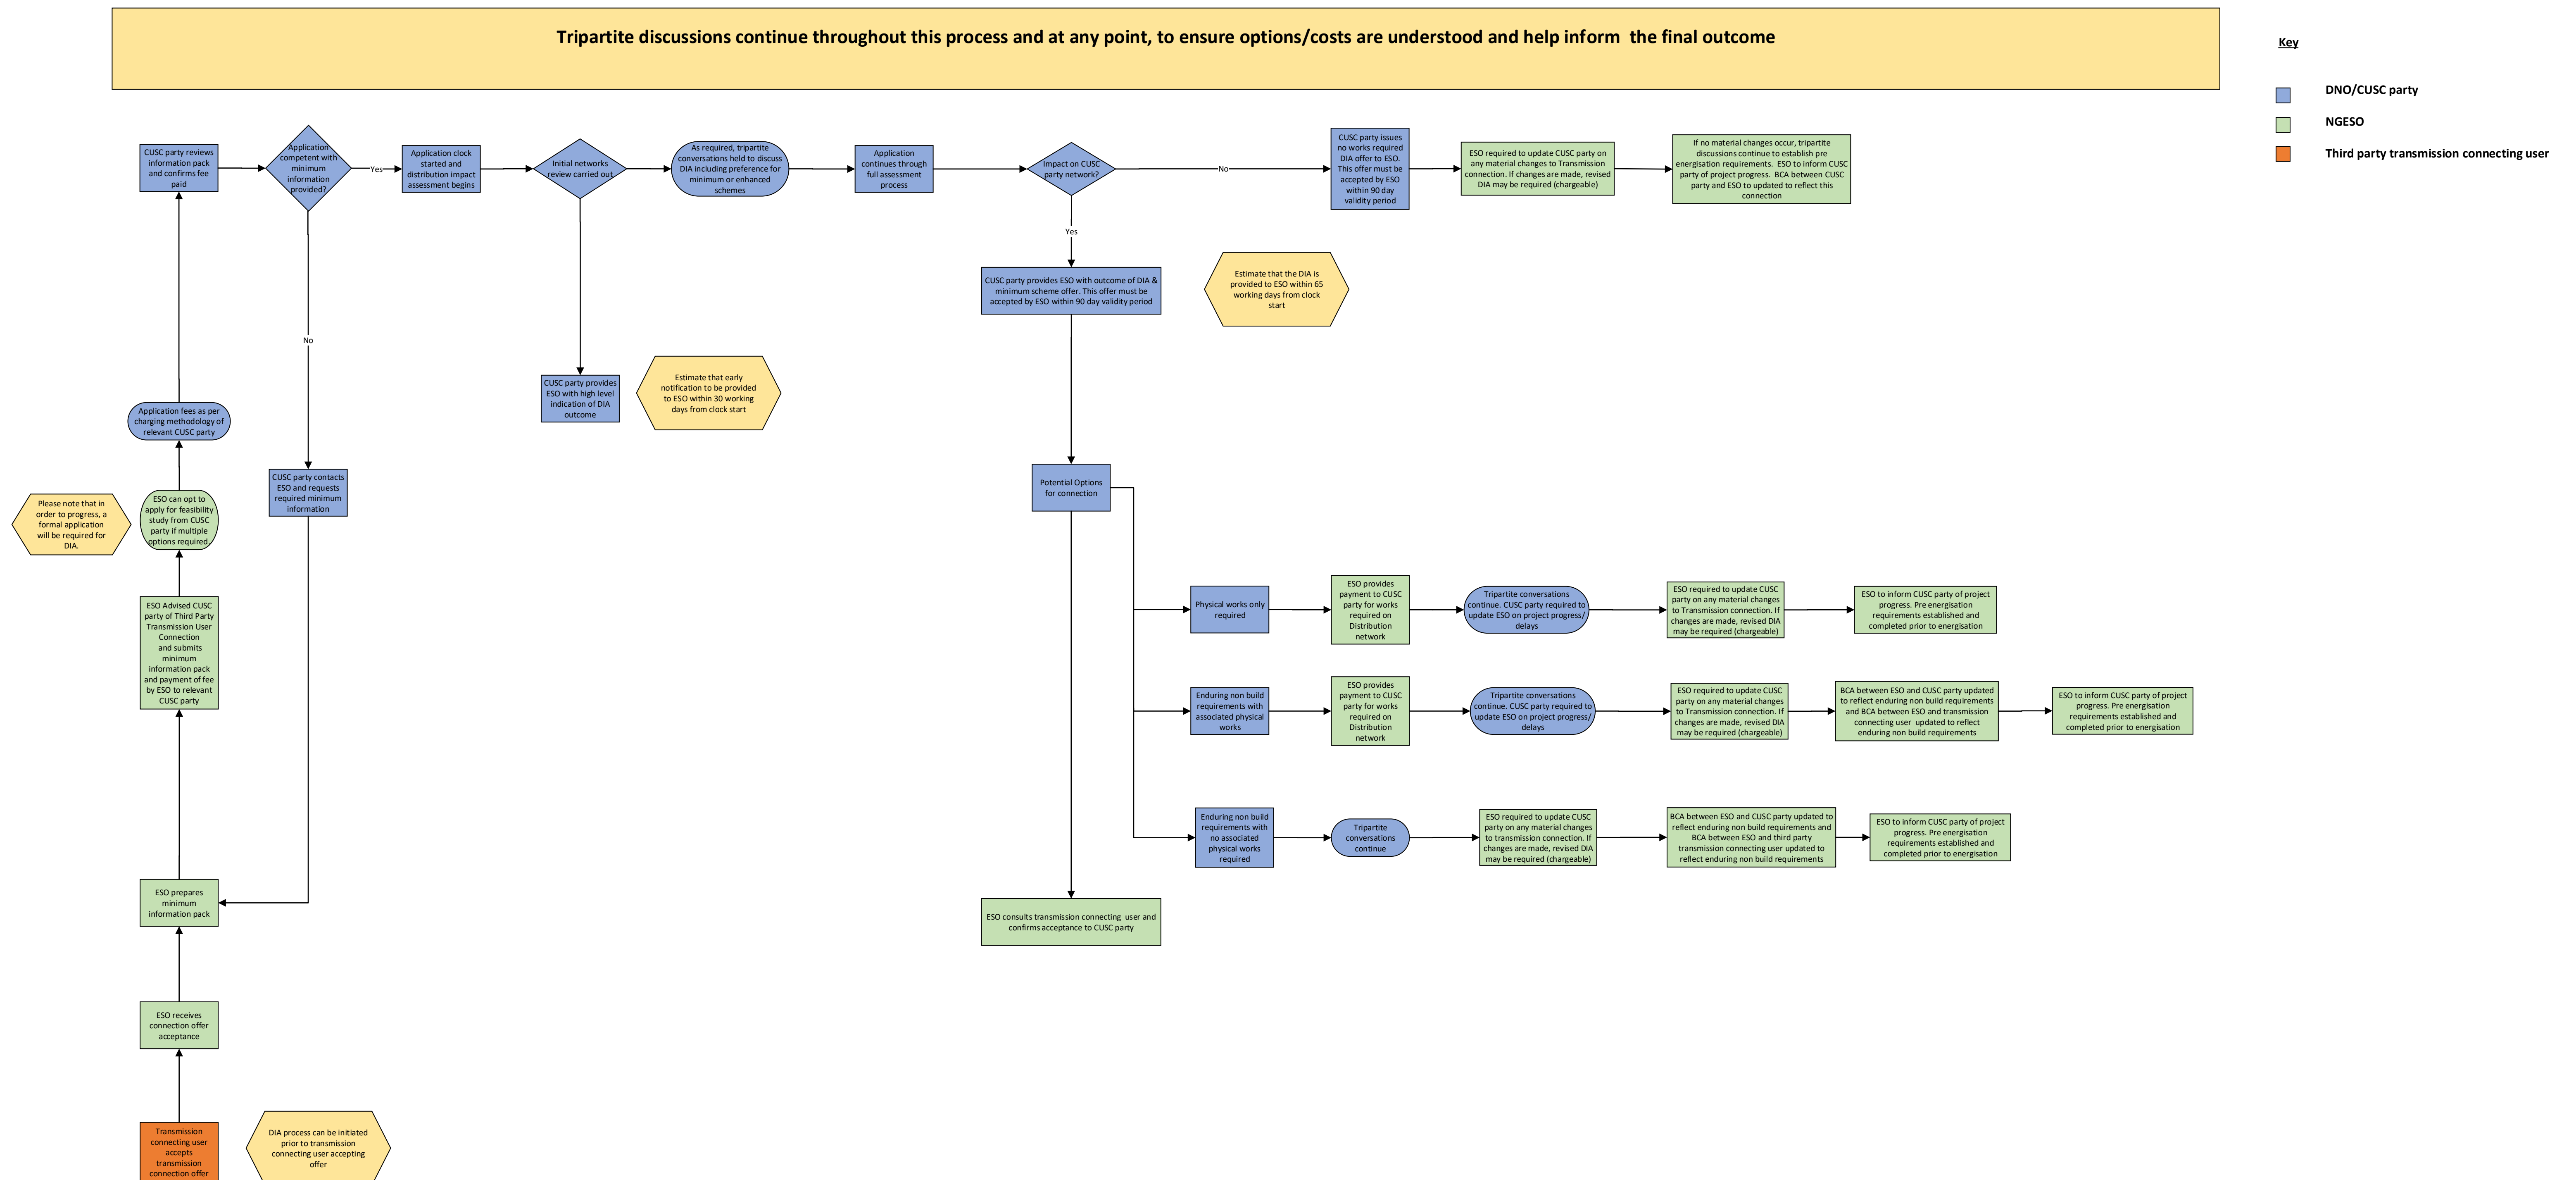 Tripartite discussions continue throughout this process and at any point, to ensure options/costs are understood and help inform  the final outcome
Key
DNO/CUSC party
NGESO
Third party transmission connecting user
CUSC party reviews
information pack
and confirms fee
paid
Application
competent with
minimum
information
provided?
Yes
Application clock
started and
distribution impact
assessment begins
Initial networks
review carried out
As required, tripartite
conversations held to discuss
DIA including preference for
minimum or enhanced
schemes
Application
continues through
full assessment
process
Impact on CUSC
party network?
No
CUSC party issues
no works required
DIA offer to ESO.
This offer must be
accepted by ESO
within 90 day
validity period
ESO required to update CUSC party on
any material changes to Transmission
connection. If changes are made, revised
DIA may be required (chargeable)
If no material changes occur, tripartite
discussions continue to establish pre
energisation requirements.  ESO to inform CUSC
party of project progress.  BCA between CUSC
party and ESO to updated to reflect this
connection
Yes
CUSC party provides ESO with outcome of DIA &
minimum scheme offer. This offer must be
accepted by ESO within 90 day validity period
Estimate that the DIA is
provided to ESO within 65
working days from clock
start
No
CUSC party provides
ESO with high level
indication of DIA
outcome
Estimate that early
notification to be provided
to ESO within 30 working
days from clock start
Application fees as per
charging methodology of
relevant CUSC party
CUSC party contacts
ESO and requests
required minimum
information
Please note that in
order to progress, a
formal application
will be required for
DIA.
ESO can opt to
apply for feasibility
study from CUSC
party if multiple
options required.
Potential Options
for connection
ESO Advised CUSC
party of Third Party
Transmission User
Connection
and submits
minimum
information pack
and payment of fee
by ESO to relevant
CUSC party
Physical works only
required
ESO provides
payment to CUSC
party for works
required on
Distribution
network
Tripartite conversations
continue. CUSC party required to
update ESO on project progress/
delays
ESO required to update CUSC
party on any material changes
to Transmission connection. If
changes are made, revised DIA
may be required (chargeable)
ESO to inform CUSC party of project
progress. Pre energisation
requirements established and
completed prior to energisation
Enduring non build
requirements with
associated physical
works
ESO provides
payment to CUSC
party for works
required on
Distribution
network
Tripartite conversations
continue. CUSC party required to
update ESO on project progress/
delays
ESO required to update CUSC
party on any material changes
to Transmission connection. If
changes are made, revised DIA
may be required (chargeable)
BCA between ESO and CUSC party updated
to reflect enduring non build requirements
and BCA between ESO and transmission
connecting user  updated to reflect
enduring non build requirements
ESO to inform CUSC party of project
progress. Pre energisation
requirements established and
completed prior to energisation
Enduring non build
requirements with
no associated
physical works
required
Tripartite
conversations
continue
ESO required to update CUSC
party on any material changes
to transmission connection. If
changes are made, revised DIA
may be required (chargeable)
BCA between ESO and CUSC party updated to
reflect enduring non build requirements and
BCA between ESO and third party
transmission connecting user updated to
reflect enduring non build requirements
ESO to inform CUSC party of project
progress. Pre energisation
requirements established and
completed prior to energisation
ESO prepares
minimum
information pack
ESO consults transmission connecting  user and
confirms acceptance to CUSC party
ESO receives
connection offer
acceptance
Transmission
connecting user
accepts
transmission
connection offer
DIA process can be initiated
prior to transmission
connecting user accepting
offer